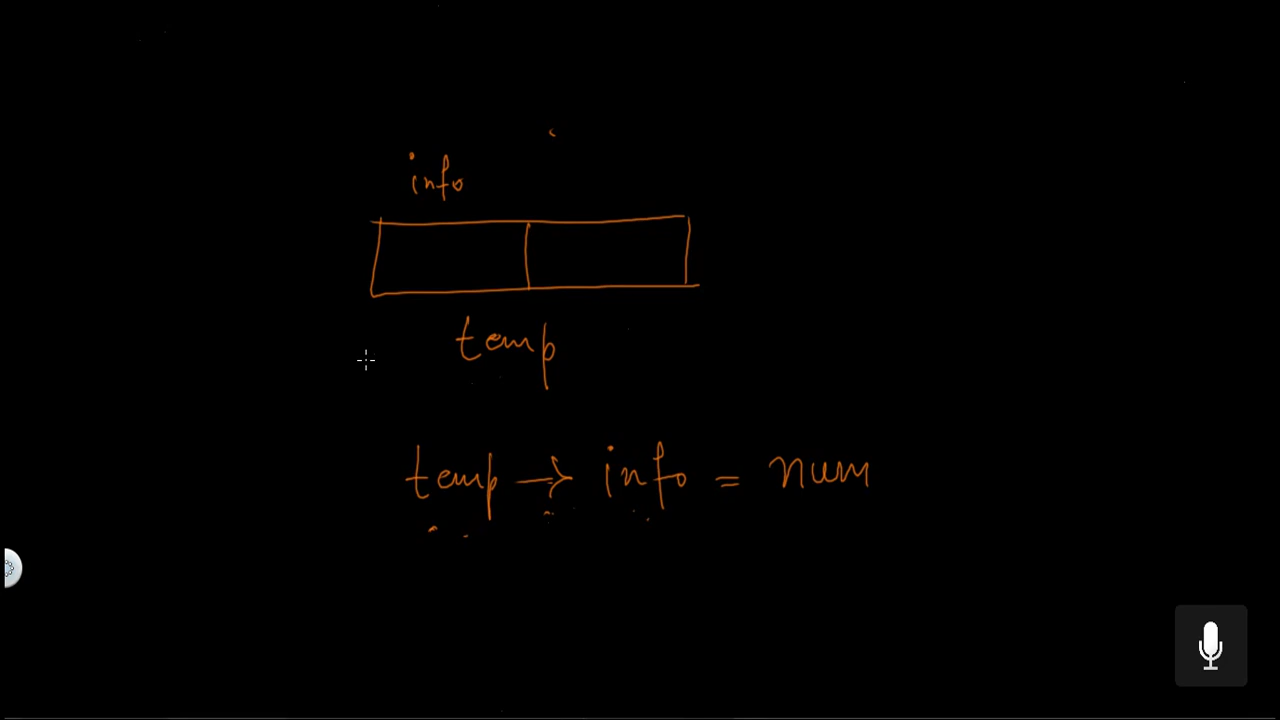 info
temp
temp → info = num